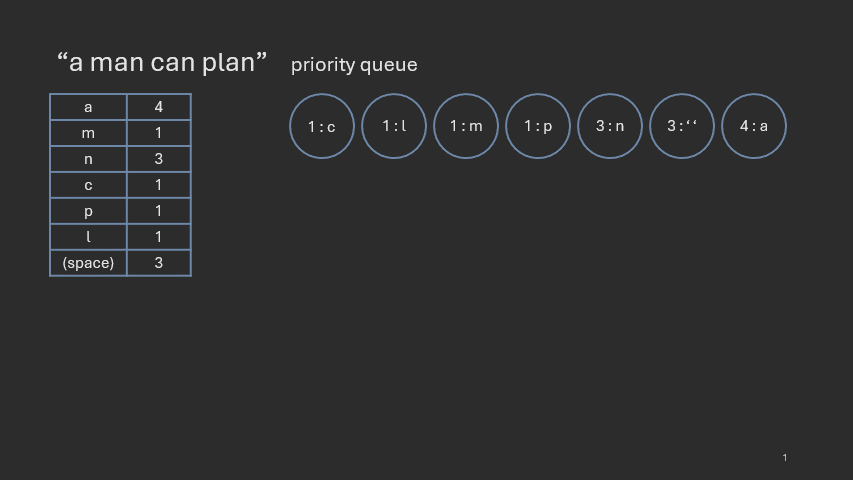 “a man can plan”
priority queue
a 4
m 1
n 3
c 1
p 1
l 1
(space) 3
1 : c
1 : l
1 : m
1 : p
3 : n
3 : ‘ ‘
4 : a
1